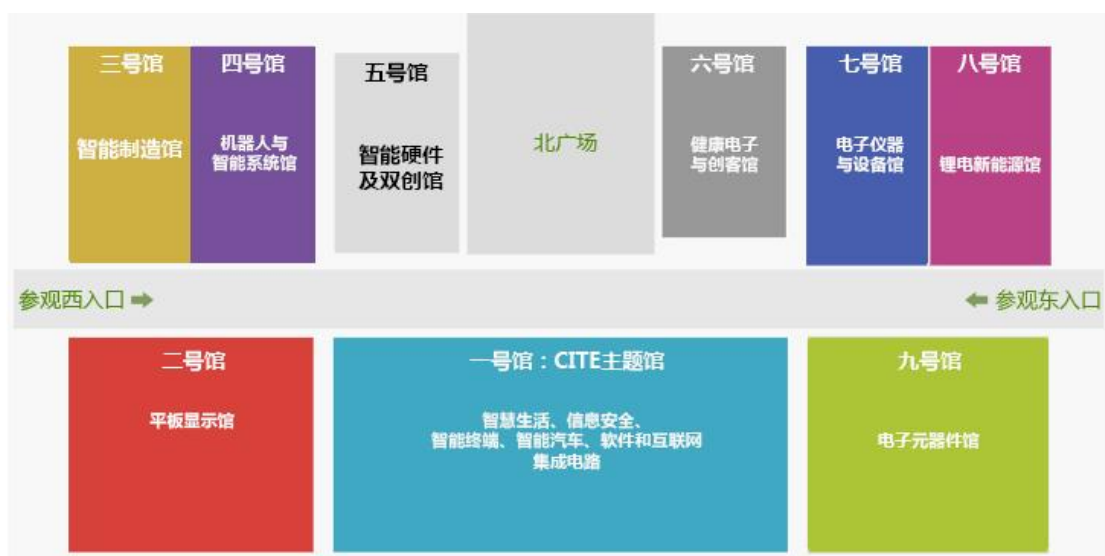 三号馆
智能制造馆
四号馆
机器人与
智能系统馆
五号馆
智能硬件
及双创馆
北广场
六号馆
健康电子
与创客馆
七号馆
电子仪器
与设备馆
八号馆
锂电新能源馆
参观西入口
参观东入口
二号馆
平板显示馆
一号馆：CITE主题馆
智慧生活、信息安全、
智能终端、智能汽车、软件和互联网
集成电路
九号馆
电子元器件馆